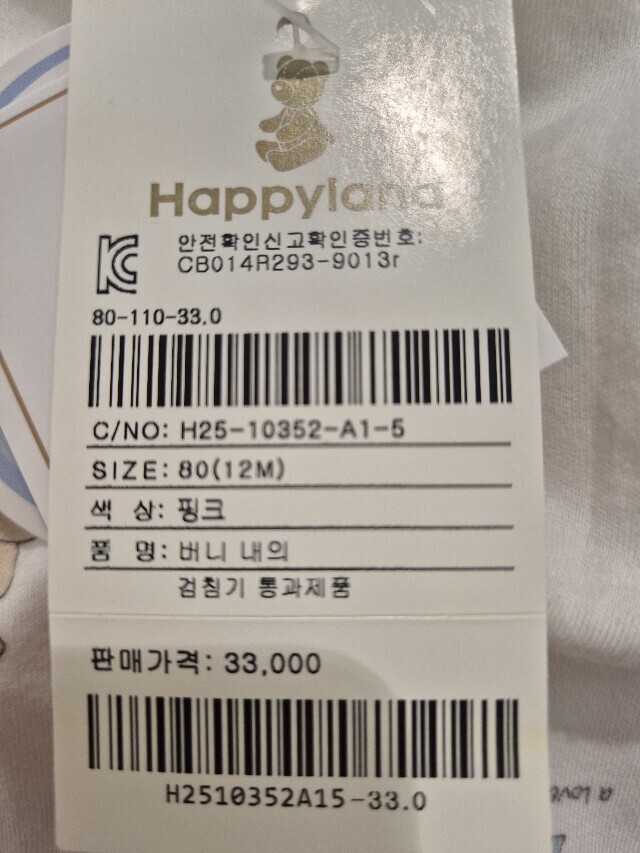 Happyland
안전확인신고확인증번호:
CB014R293-9013r
80-110-33.0
C/NO: H25-10352-A1-5
SIZE: 80(12M)
색 상: 핑크
품 명: 버니 내의
검침기 통과제품
판매가격: 33,000
H2510352A15-33.0
a love